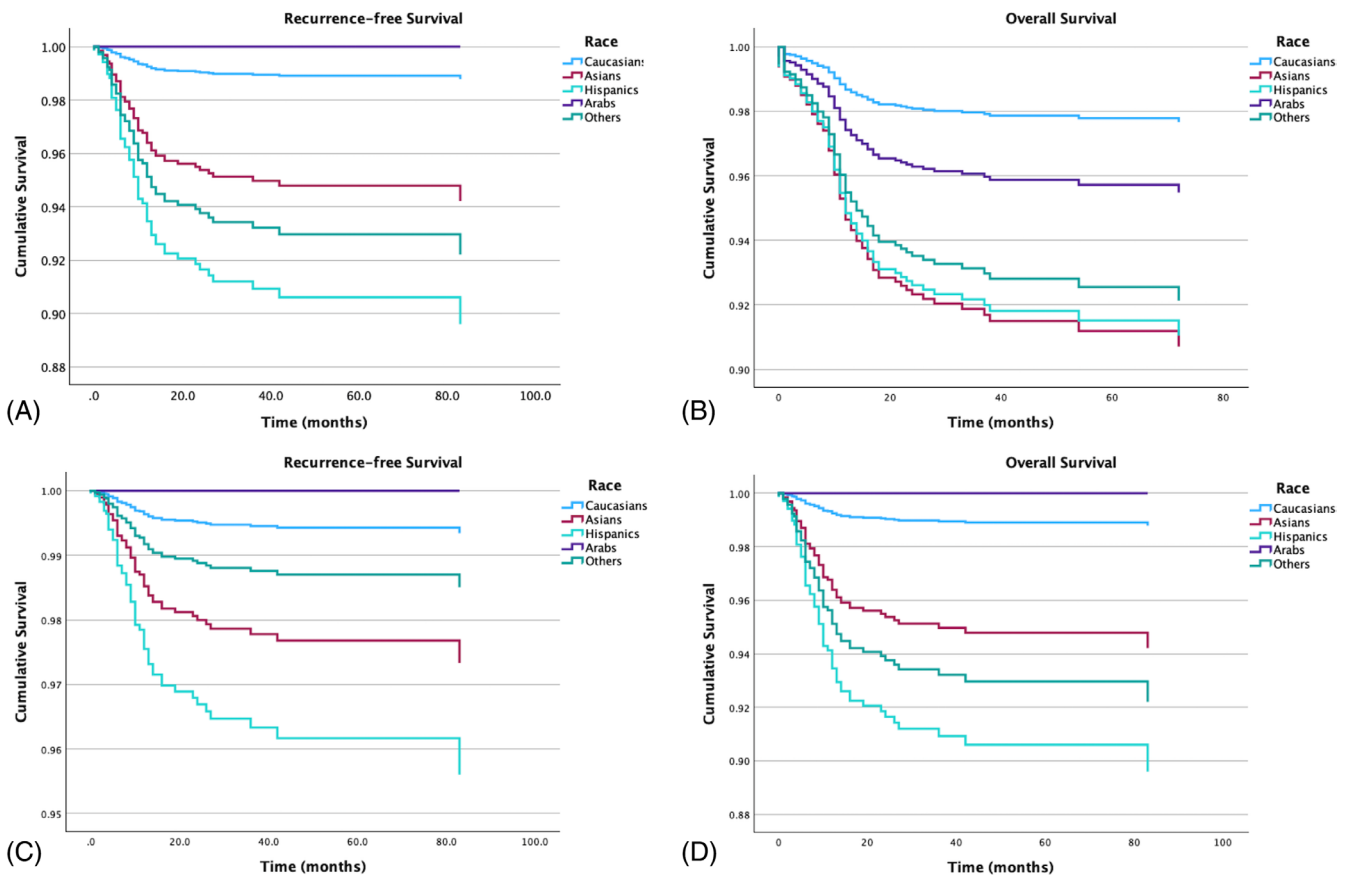 Recurrence-free Survival
Cumulative Survival
1.00
0.98
0.96
0.94
0.92
0.90
0.88
.0 20.0 40.0 60.0 80.0 100.0
Time (months)
Race
Caucasians
Asians
Hispanics
Arabs
Others
(A)
Overall Survival
Cumulative Survival
1.00
0.98
0.96
0.94
0.92
0.90
0 20 40 60 80
Time (months)
Race
Caucasians
Asians
Hispanics
Arabs
Others
(B)
Recurrence-free Survival
Cumulative Survival
1.00
0.99
0.98
0.97
0.96
0.95
.0 20.0 40.0 60.0 80.0 100.0
Time (months)
Race
Caucasians
Asians
Hispanics
Arabs
Others
(C)
Overall Survival
Cumulative Survival
1.00
0.98
0.96
0.94
0.92
0.90
0.88
0 20 40 60 80 100
Time (months)
Race
Caucasians
Asians
Hispanics
Arabs
Others
(D)